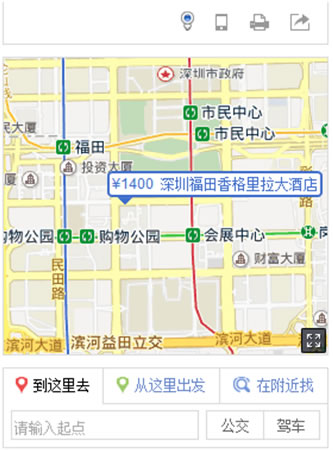 深圳市政府
市民中心
市民中心
民大厦
福田
投资大厦
大厦
¥1400 深圳福田香格里拉大酒店
购物公园
购物公园
会展中心
民田路
财富大厦
滨河大道
滨河益田立交
滨河大道
到这里去
从这里出发
在附近找
请输入起点
公交
驾车